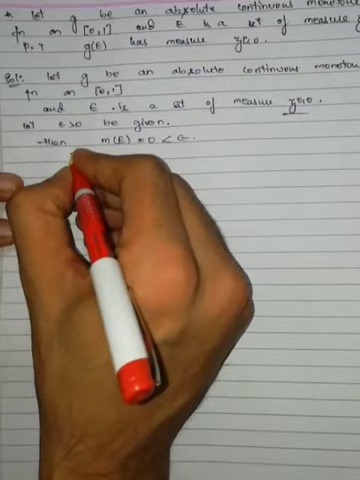 * Let g be an absolute continuous monotone
fn on [0,1] and E is a set of measure
p.T g(E) has measure zero.
Sol: let g be an absolute continuous monotou
fn on [0,1]
and E is a set of measure zero.
let ε>0 be given.
then m(E) = 0 < ε.